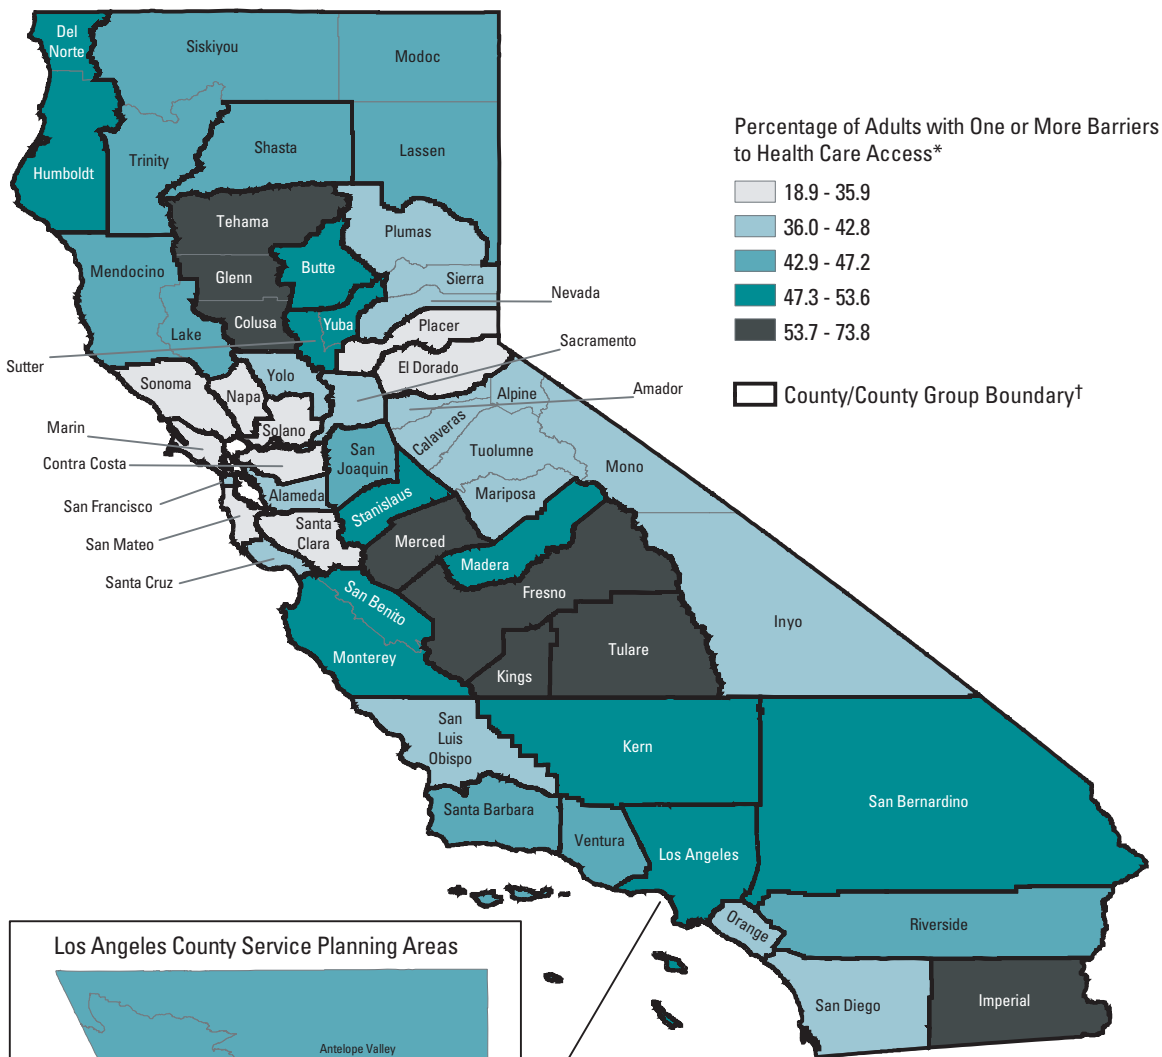 Del
Norte
Siskiyou
Modoc
Humboldt
Trinity
Shasta
Lassen
Percentage of Adults with One or More Barriers
to Health Care Access*
18.9 - 35.9
36.0 - 42.8
42.9 - 47.2
47.3 - 53.6
53.7 - 73.8
County/County Group Boundary†
Tehama
Plumas
Mendocino
Glenn
Butte
Sierra
Nevada
Colusa
Yuba
Placer
Lake
Sutter
Sacramento
El Dorado
Sonoma
Napa
Yolo
Amador
Alpine
Solano
Marin
Calaveras
Contra Costa
San
Joaquin
Tuolumne
Mono
San Francisco
Alameda
Stanislaus
Mariposa
San Mateo
Santa
Clara
Merced
Madera
Santa Cruz
San Benito
Fresno
Inyo
Monterey
Kings
Tulare
San
Luis
Obispo
Kern
San Bernardino
Santa Barbara
Ventura
Los Angeles
Orange
Riverside
San Diego
Imperial
Los Angeles County Service Planning Areas
Antelope Valley